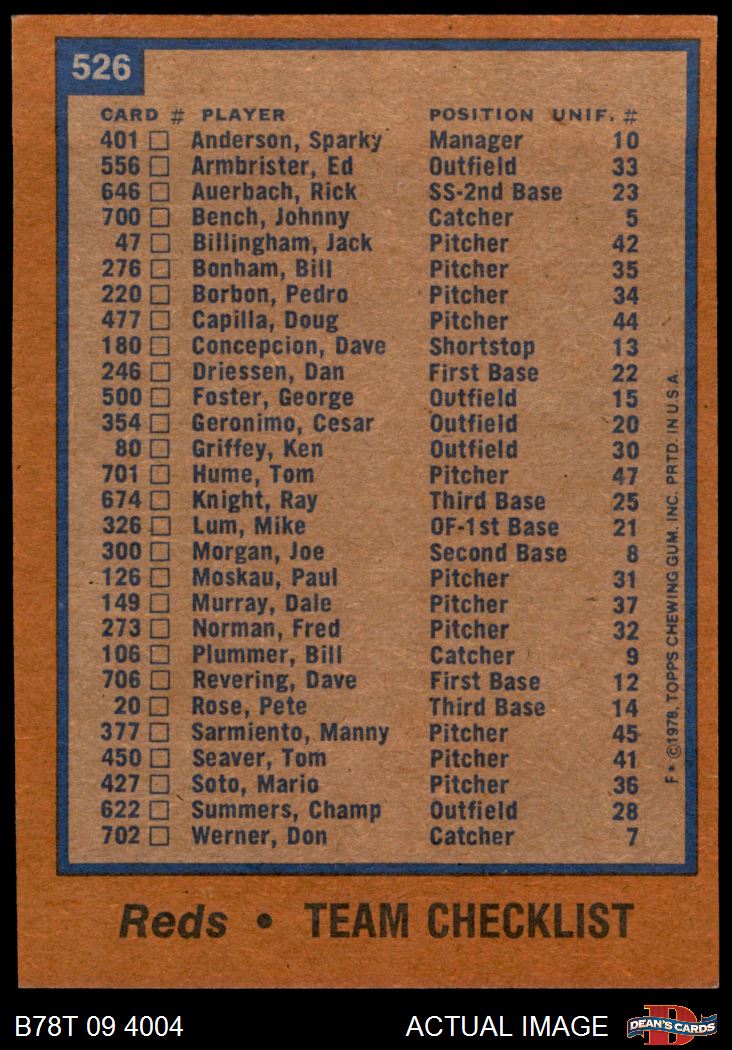 526
CARD # PLAYER POSITION UNIF. #
401 Anderson, Sparky Manager 10
556 Armbrister, Ed Outfield 33
646 Auerbach, Rick SS-2nd Base 23
700 Bench, Johnny Catcher 5
47 Billingham, Jack Pitcher 42
276 Bonham, Bill Pitcher 35
220 Borbon, Pedro Pitcher 34
477 Capilla, Doug Pitcher 44
180 Concepcion, Dave Shortstop 13
246 Driessen, Dan First Base 22
500 Foster, George Outfield 15
354 Geronimo, Cesar Outfield 20
80 Griffey, Ken Outfield 30
701 Hume, Tom Pitcher 47
674 Knight, Ray Third Base 25
326 Lum, Mike OF-1st Base 21
300 Morgan, Joe Second Base 8
126 Moskau, Paul Pitcher 31
149 Murray, Dale Pitcher 37
273 Norman, Fred Pitcher 32
106 Plummer, Bill Catcher 9
706 Revering, Dave First Base 12
20 Rose, Pete Third Base 14
377 Sarmiento, Manny Pitcher 45
450 Seaver, Tom Pitcher 41
427 Soto, Mario Pitcher 36
622 Summers, Champ Outfield 28
702 Werner, Don Catcher 7
F* ©1978, TOPPS CHEWING GUM, INC. PRTD. IN U.S.A.
Reds • TEAM CHECKLIST
B78T 09 4004 ACTUAL IMAGE DEAN'S CARDS